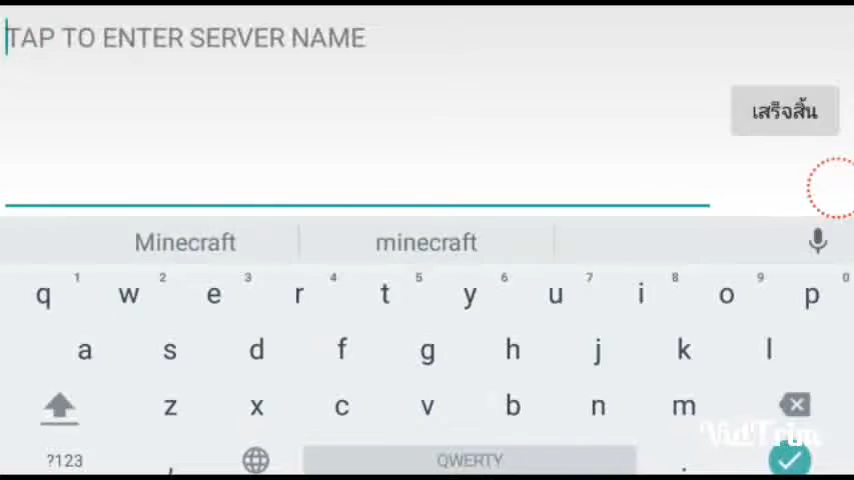 TAP TO ENTER SERVER NAME
เสร็จสิ้น
Minecraft minecraft
1 2 3 4 5 6 7 8 9 0
q w e r t y u i o p
a s d f g h j k l
z x c v b n m
VidTrim
?123 , QWERTY .